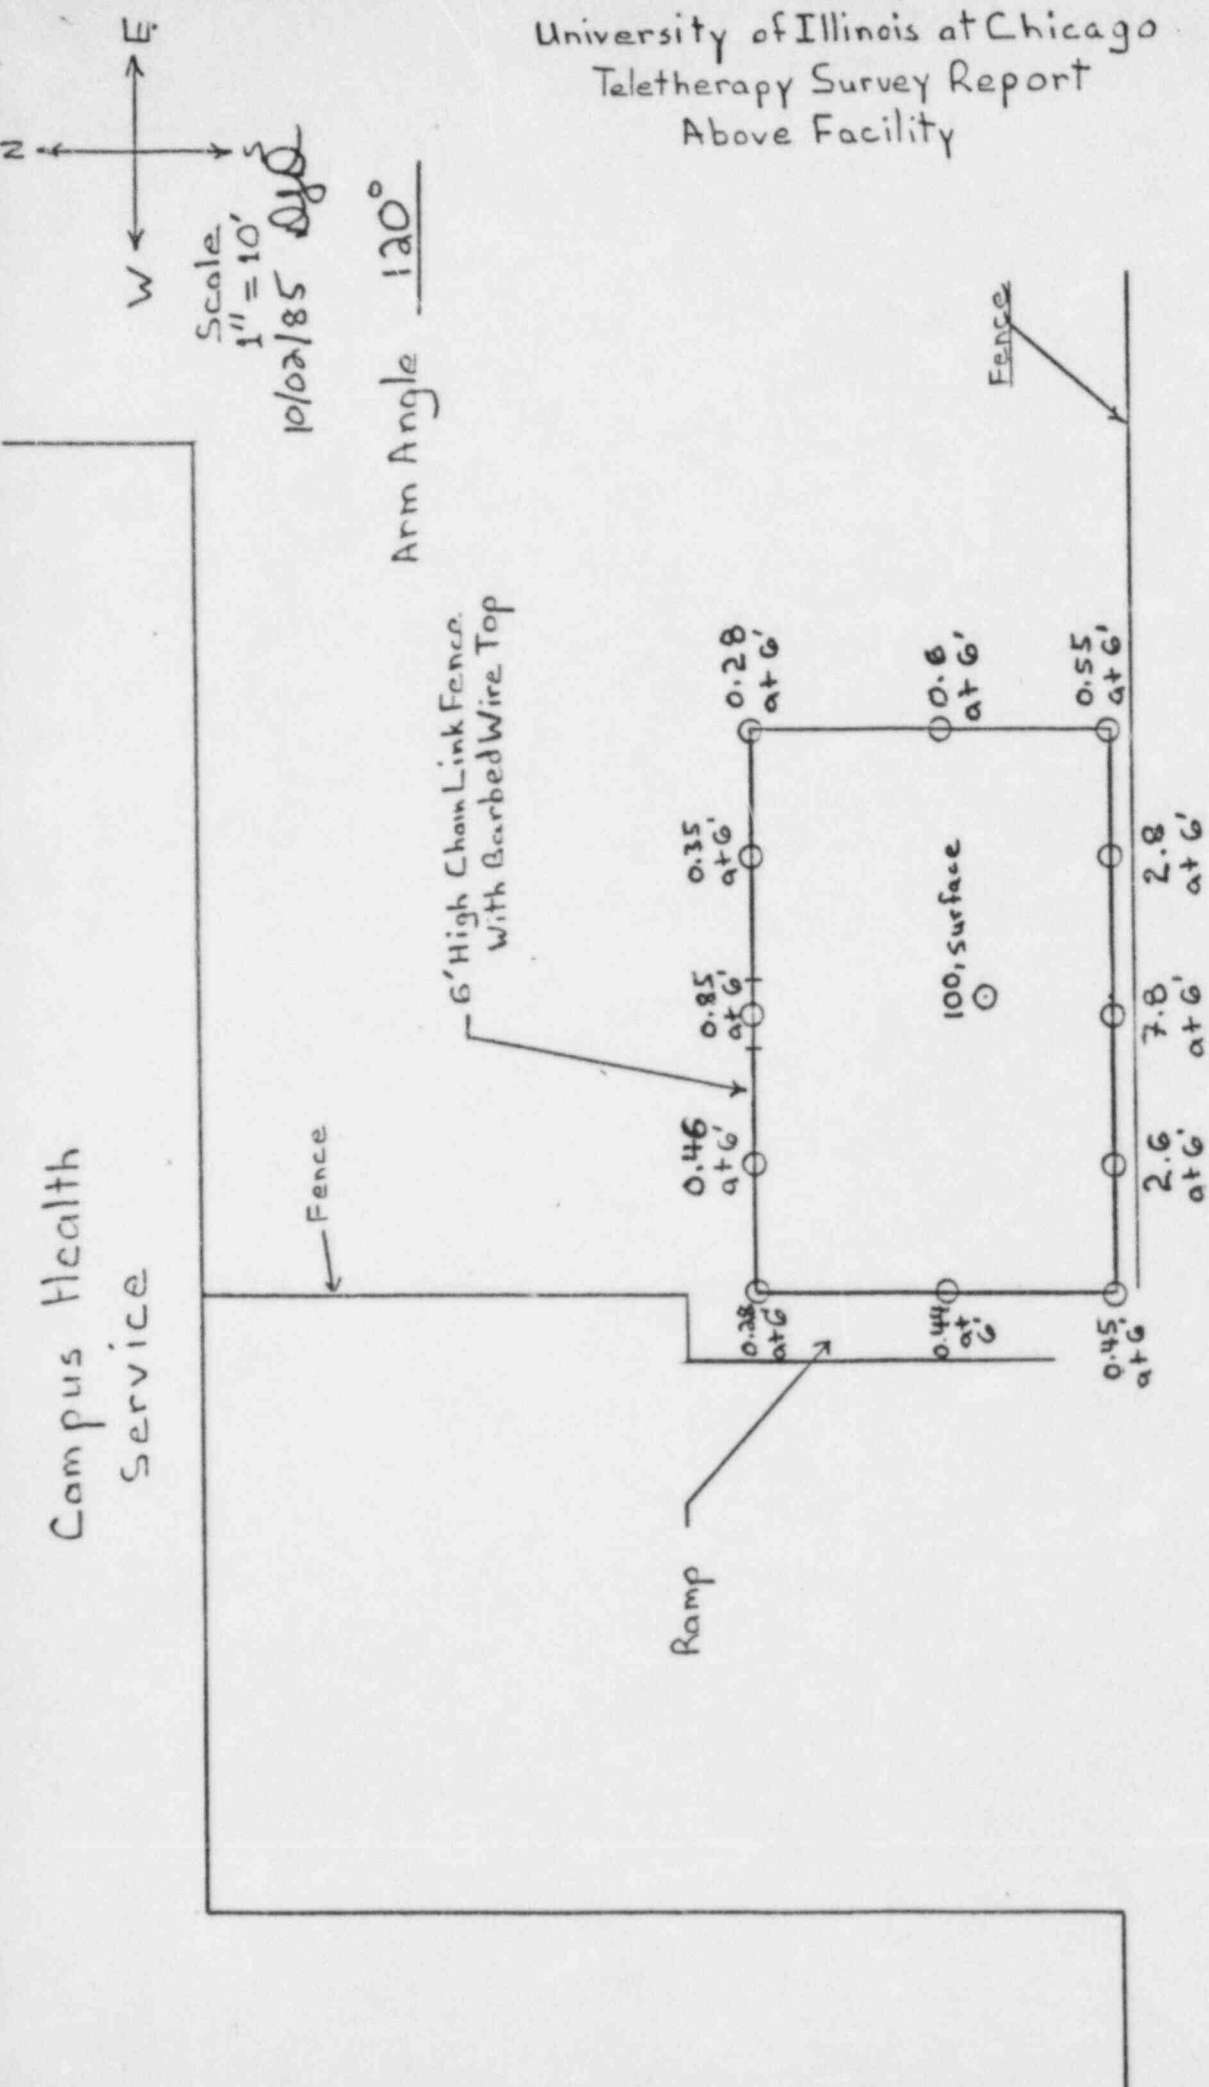 University of Illinois at Chicago
Teletherapy Survey Report
Above Facility
N
W
E
S
Scale
1" = 10'
10/02/85
Arm Angle 120°
Campus Health
Service
Fence
6' High Chain Link Fence
With Barbed Wire Top
Fence
Ramp
0.28
at 6'
0.46
at 6'
0.85
at 6'
0.35
at 6'
0.28
at 6'
0.44
at
6'
100, surface
at 6'
0.45
at 6'
2.6
at 6'
7.8
at 6'
2.8
at 6'
0.55
at 6'